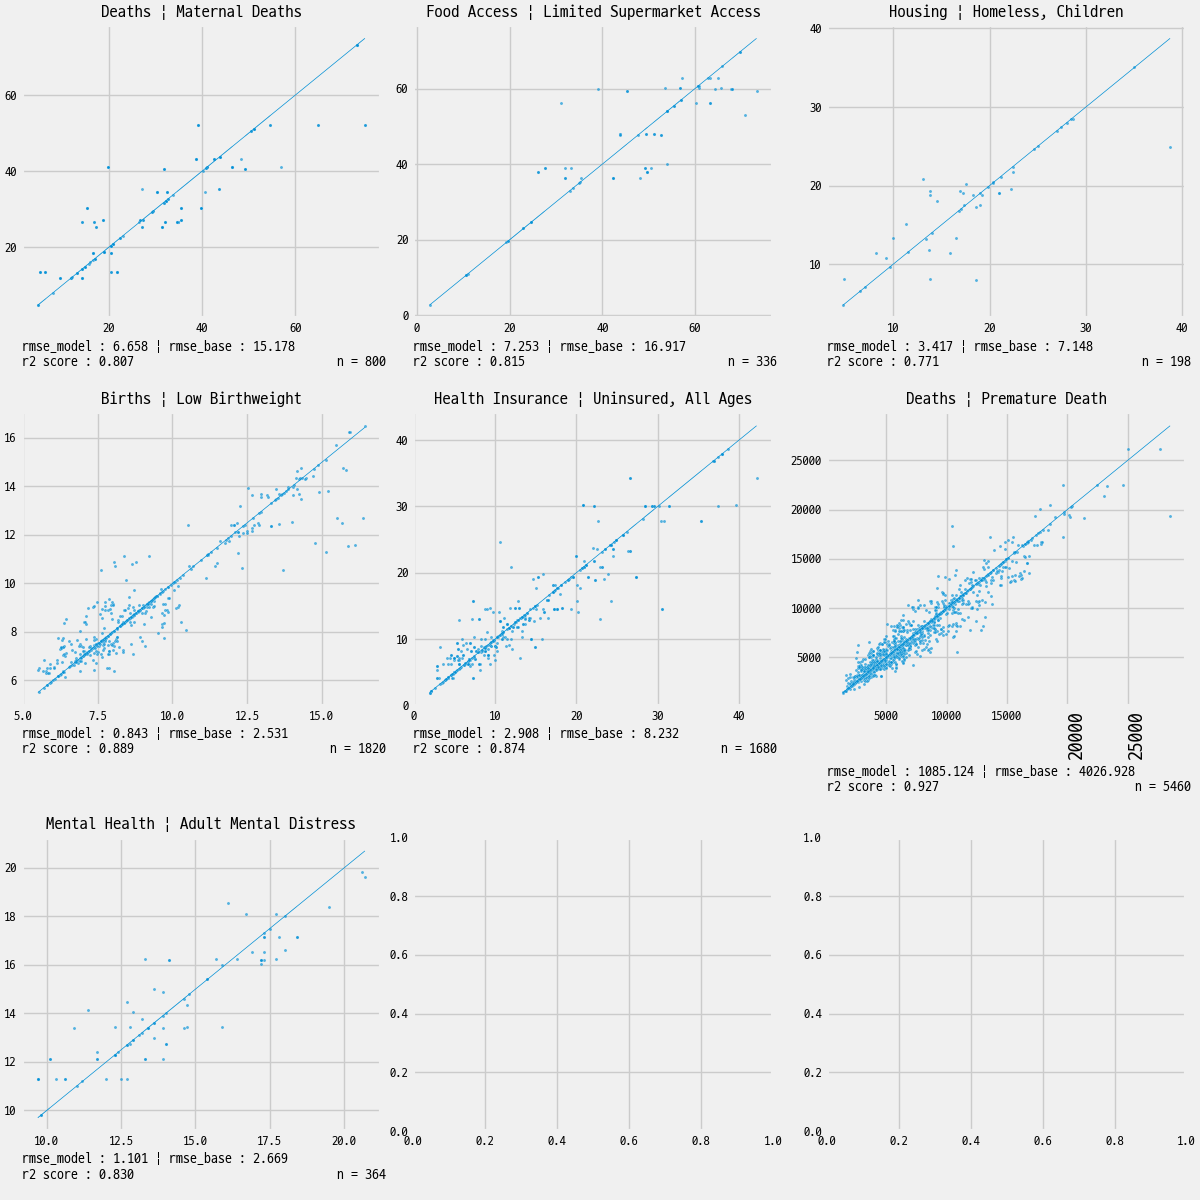 Deaths ¦ Maternal Deaths
60
40
20
20 40 60
rmse_model : 6.658 ¦ rmse_base : 15.178
r2 score : 0.807 n = 800
Food Access ¦ Limited Supermarket Access
60
40
20
0
0 20 40 60
rmse_model : 7.253 ¦ rmse_base : 16.917
r2 score : 0.815 n = 336
Housing ¦ Homeless, Children
40
30
20
10
10 20 30 40
rmse_model : 3.417 ¦ rmse_base : 7.148
r2 score : 0.771 n = 198
Births ¦ Low Birthweight
16
14
12
10
8
6
5.0 7.5 10.0 12.5 15.0
rmse_model : 0.843 ¦ rmse_base : 2.531
r2 score : 0.889 n = 1820
Health Insurance ¦ Uninsured, All Ages
40
30
20
10
0
0 10 20 30 40
rmse_model : 2.908 ¦ rmse_base : 8.232
r2 score : 0.874 n = 1680
Deaths ¦ Premature Death
25000
20000
15000
10000
5000
5000 10000 15000 20000 25000
rmse_model : 1085.124 ¦ rmse_base : 4026.928
r2 score : 0.927 n = 5460
Mental Health ¦ Adult Mental Distress
20
18
16
14
12
10
10.0 12.5 15.0 17.5 20.0
rmse_model : 1.101 ¦ rmse_base : 2.669
r2 score : 0.830 n = 364
1.0
0.8
0.6
0.4
0.2
0.0
0.0 0.2 0.4 0.6 0.8 1.0
1.0
0.8
0.6
0.4
0.2
0.0
0.0 0.2 0.4 0.6 0.8 1.0